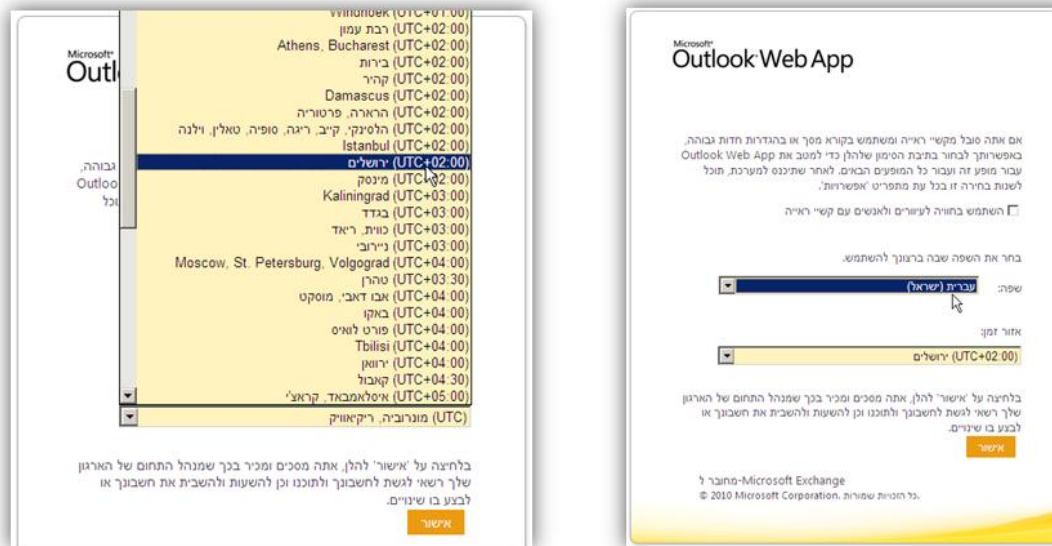 Windhoek (UTC+01:00)
רבת עמון (UTC+02:00)
Athens, Bucharest (UTC+02:00)
בירות (UTC+02:00)
קהיר (UTC+02:00)
Damascus (UTC+02:00)
הרארה, פרטוריה (UTC+02:00)
הלסינקי, קייב, ריגה, סופיה, טאלין, וילנה (UTC+02:00)
Istanbul (UTC+02:00)
ירושלים (UTC+02:00)
מינסק (UTC+02:00)
Kaliningrad (UTC+03:00)
בגדד (UTC+03:00)
כווית, ריאד (UTC+03:00)
ניירובי (UTC+03:00)
Moscow, St. Petersburg, Volgograd (UTC+04:00)
טהרן (UTC+03:30)
אבו דאבי, מוסקט (UTC+04:00)
באקו (UTC+04:00)
פורט לואיס (UTC+04:00)
Tbilisi (UTC+04:00)
ירוואן (UTC+04:00)
קאבול (UTC+04:30)
איסלאמבאד, קראצ'י (UTC+05:00)
מונרוביה, ריקיאוויק (UTC)
Microsoft
Outl
גבוהה,
Outloo
וכל
בלחיצה על 'אישור' להלן, אתה מסכים ומכיר בכך שמנהל התחום של הארגון
שלך רשאי לגשת לחשבונך ולתוכנו וכן להשעות ולהשבית את חשבונך או
לבצע בו שינויים.
אישור
Microsoft
Outlook Web App
אם אתה סובל מקשיי ראייה ומשתמש בקורא מסך או בהגדרות חדות גבוהה,
באפשרותך לבחור בתיבת הסימון שלהלן כדי למטב את Outlook Web App
עבור מופע זה ועבור כל המופעים הבאים. לאחר שתיכנס למערכת, תוכל
לשנות בחירה זו בכל עת מתפריט 'אפשרויות'.
השתמש בחוויה לעיוורים ולאנשים עם קשיי ראייה
בחר את השפה שבה ברצונך להשתמש.
שפה: עברית (ישראל)
אזור זמן:
ירושלים (UTC+02:00)
בלחיצה על 'אישור' להלן, אתה מסכים ומכיר בכך שמנהל התחום של הארגון
שלך רשאי לגשת לחשבונך ולתוכנו וכן להשעות ולהשבית את חשבונך או
לבצע בו שינויים.
אישור
מחובר ל-Microsoft Exchange
© 2010 Microsoft Corporation. כל הזכויות שמורות.